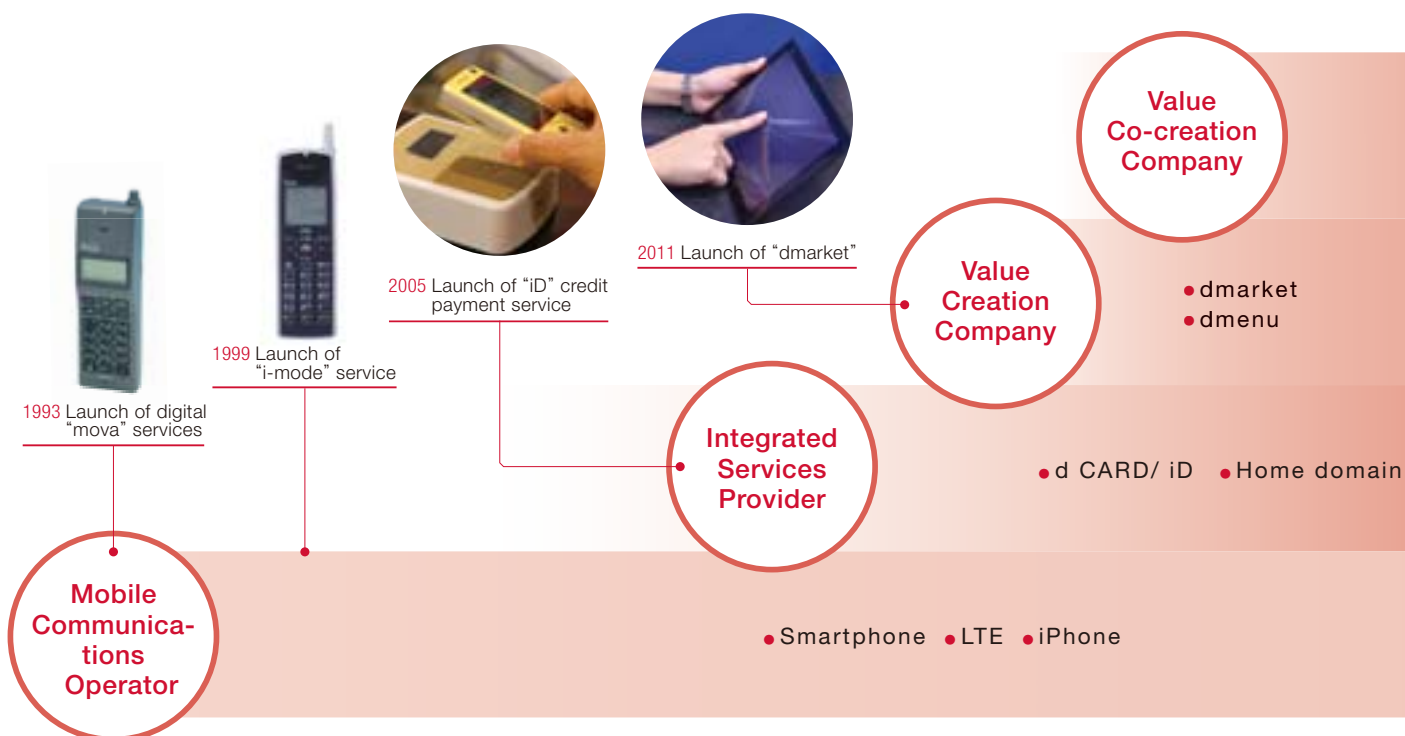 Value
Co-creation
Company
2011 Launch of “dmarket”
Value
Creation
Company
• dmarket
• dmenu
2005 Launch of “iD” credit
payment service
1999 Launch of
“i-mode” service
1993 Launch of digital
“mova” services
Integrated
Services
Provider
• d CARD/ iD • Home domain
Mobile
Communica-
tions
Operator
• Smartphone • LTE • iPhone